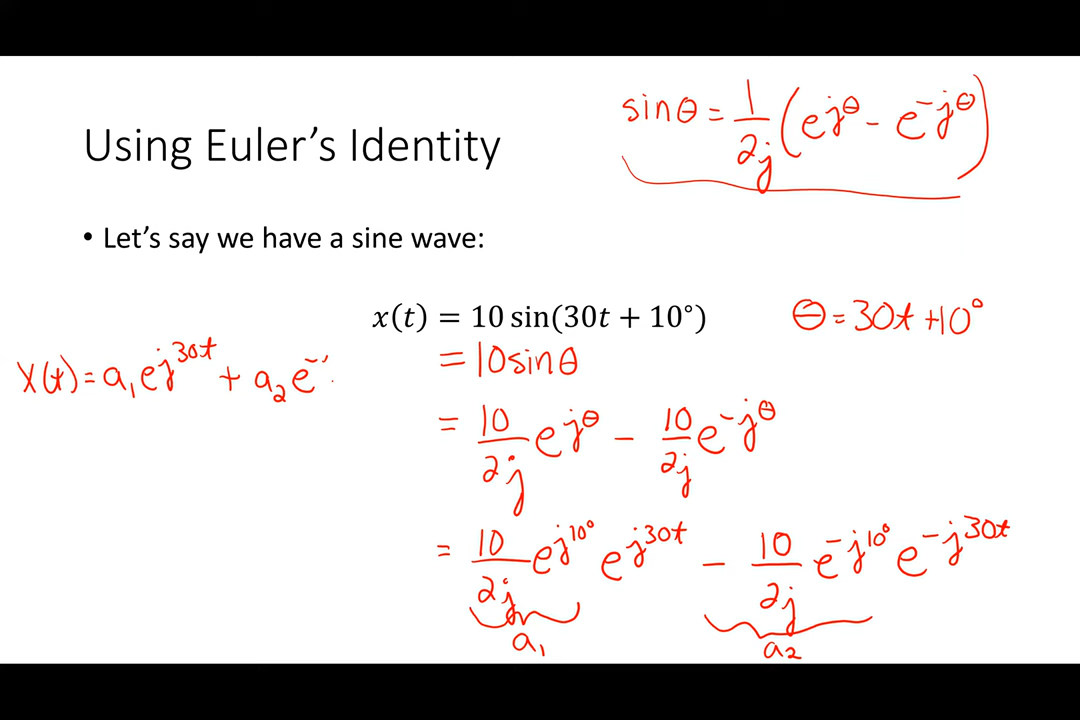 sinθ = 1/2j (e^jθ - e^-jθ)
Using Euler's Identity
• Let's say we have a sine wave:
x(t) = 10 sin(30t + 10°)
θ = 30t + 10°
= 10 sinθ
x(t) = a₁e^j30t + a₂e^-
= 10/2j e^jθ - 10/2j e^-jθ
= 10/2j e^j10° e^j30t - 10/2j e^-j10° e^-j30t
a₁ a₂